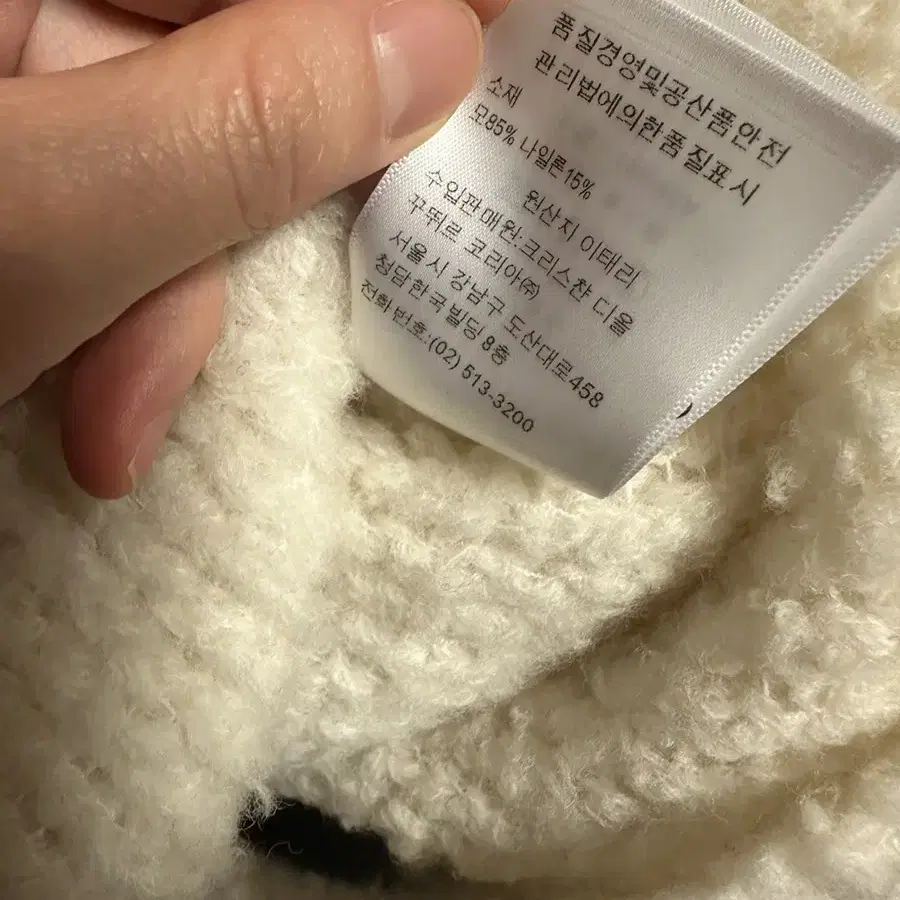 품질경영및공산품안전
관리법에의한품질표시
소재
모85% 나일론15%
원산지 이태리
수입판매원:크리스챤 디올
꾸뛰르 코리아㈜
서울시 강남구 도산대로458
청담한국빌딩 8층
전화번호:(02) 513-3200